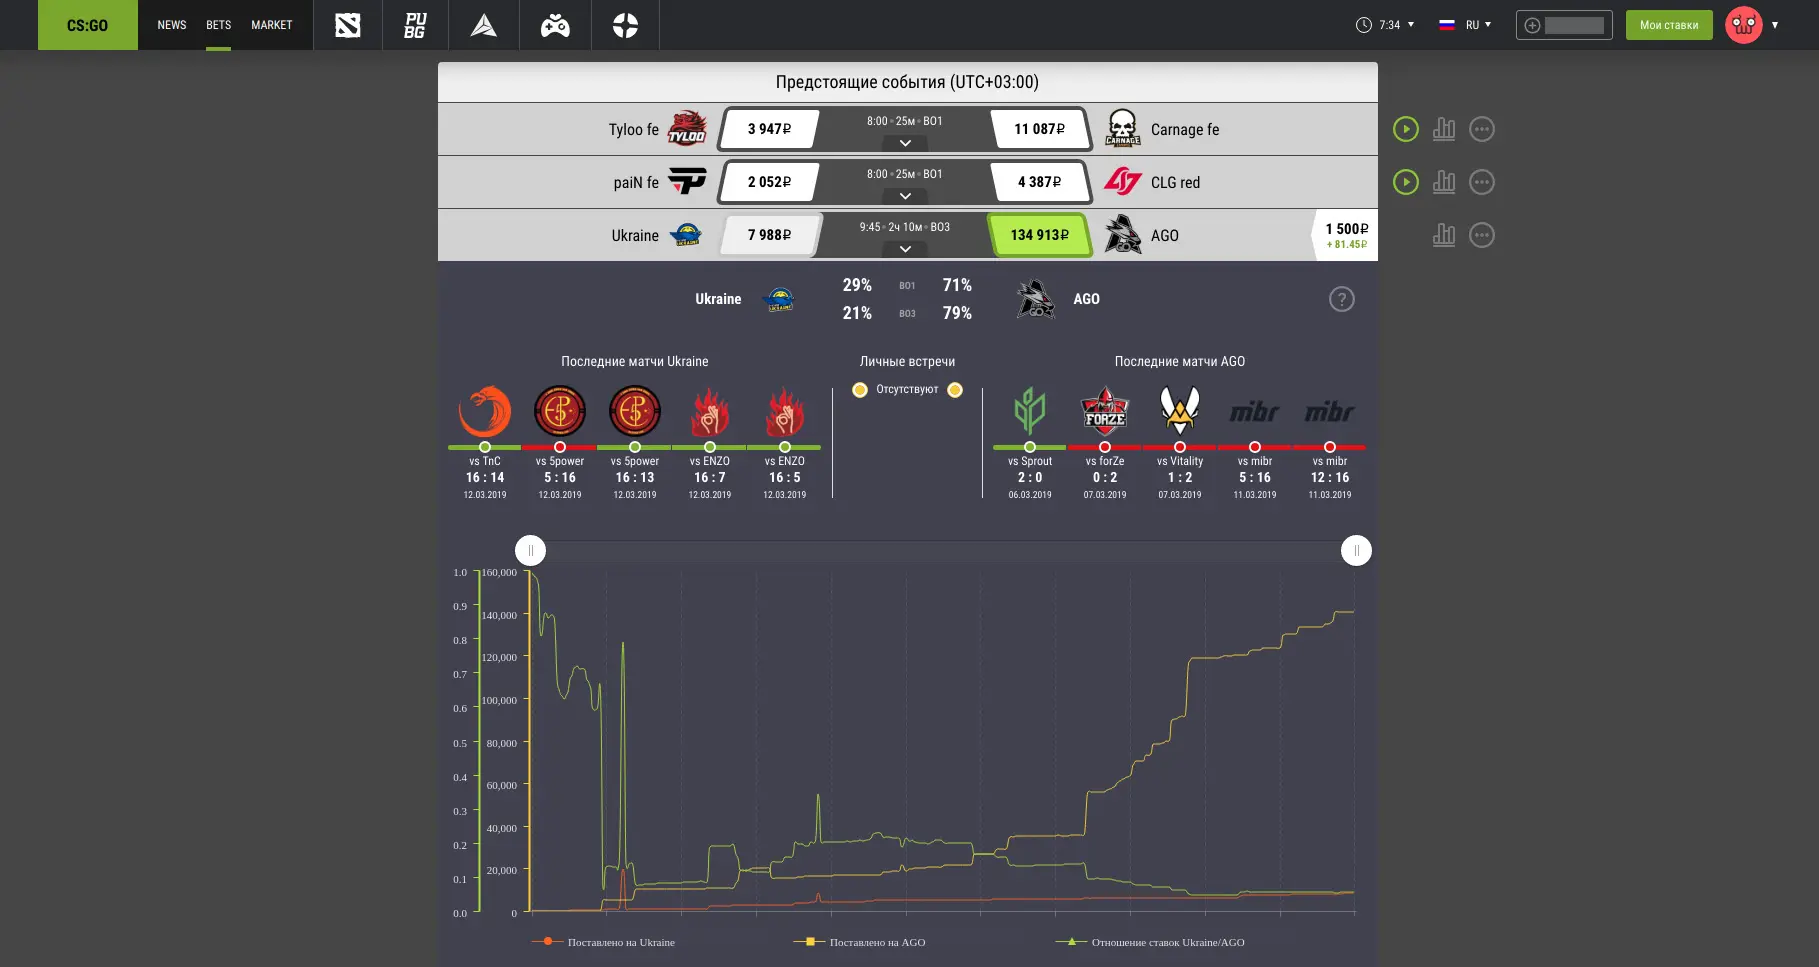 CS:GO NEWS BETS MARKET PU BG 7:34 RU Мои ставки
Предстоящие события (UTC+03:00)
Tyloo fe TYLOO 3 947₽ 8:00 25м BO1 11 087₽ CARNAGE Carnage fe
paiN fe 2 052₽ 8:00 25м BO1 4 387₽ CLG red
Ukraine UKRAINE 7 988₽ 9:45 2ч 10м BO3 134 913₽ AGO 1 500₽
+ 81.45₽
29% BO1 71%
Ukraine AGO ?
21% BO3 79%
Последние матчи Ukraine Личные встречи Последние матчи AGO
Отсутствуют
FORZE mibr mibr
vs TnC vs 5power vs 5power vs ENZO vs ENZO vs Sprout vs forZe vs Vitality vs mibr vs mibr
16 : 14 5 : 16 16 : 13 16 : 7 16 : 5 2 : 0 0 : 2 1 : 2 5 : 16 12 : 16
12.03.2019 12.03.2019 12.03.2019 12.03.2019 12.03.2019 06.03.2019 07.03.2019 07.03.2019 11.03.2019 11.03.2019
1.0 160,000
0.9 140,000
0.8 120,000
0.7 100,000
0.6
0.5 80,000
0.4 60,000
0.3 40,000
0.2 20,000
0.1
0.0 0
Поставлено на Ukraine Поставлено на AGO Отношение ставок Ukraine/AGO